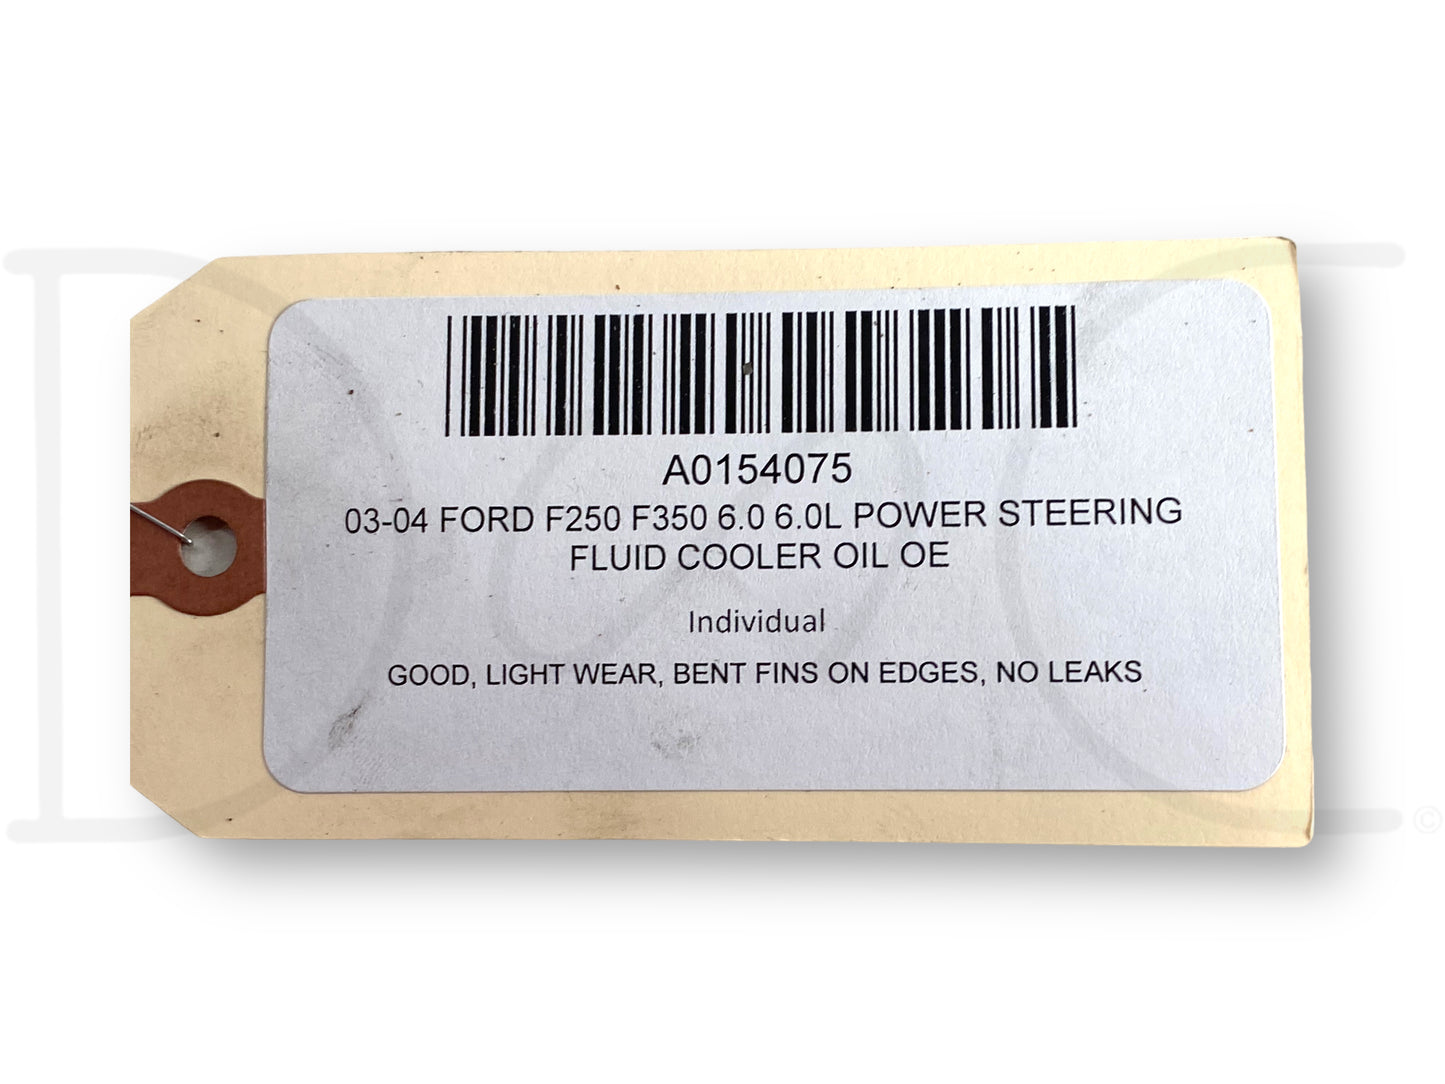 A0154075
03-04 FORD F250 F350 6.0 6.0L POWER STEERING
FLUID COOLER OIL OE
Individual
GOOD, LIGHT WEAR, BENT FINS ON EDGES, NO LEAKS
©